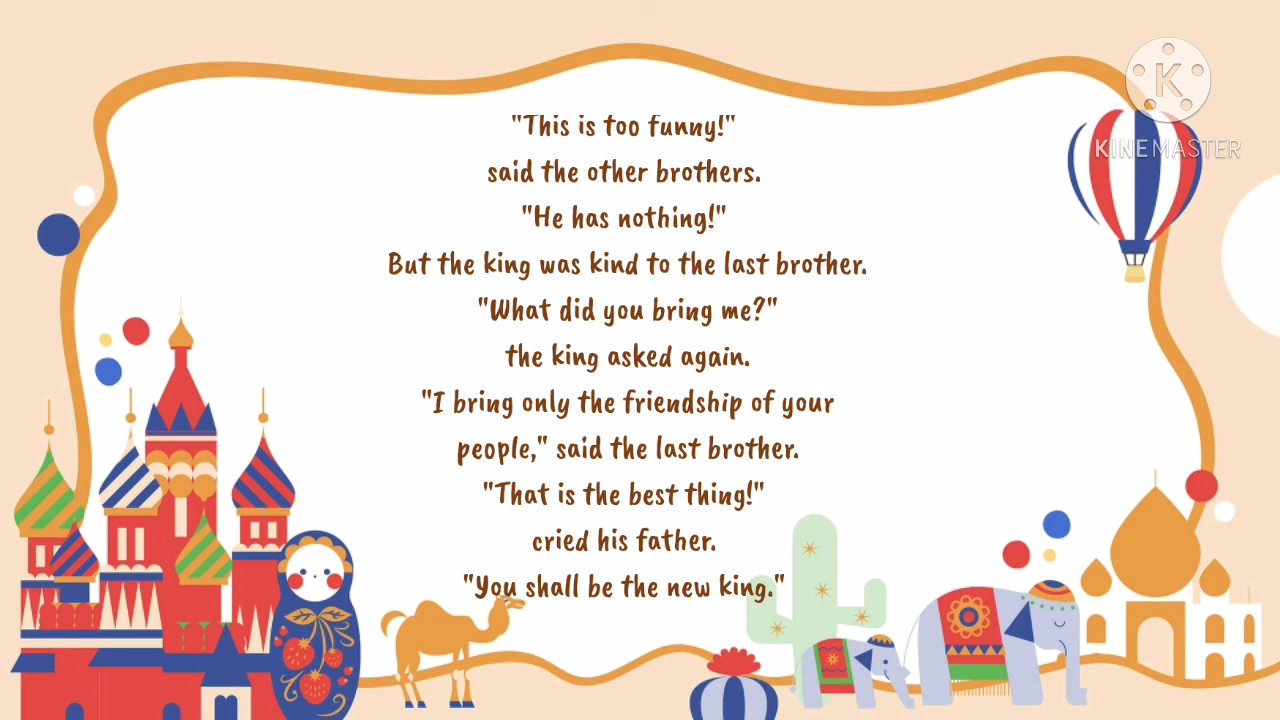 "This is too funny!"
said the other brothers.
"He has nothing!"
But the king was kind to the last brother.
"What did you bring me?"
the king asked again.
"I bring only the friendship of your
people," said the last brother.
"That is the best thing!"
cried his father.
"You shall be the new king."
K
KINEMASTER